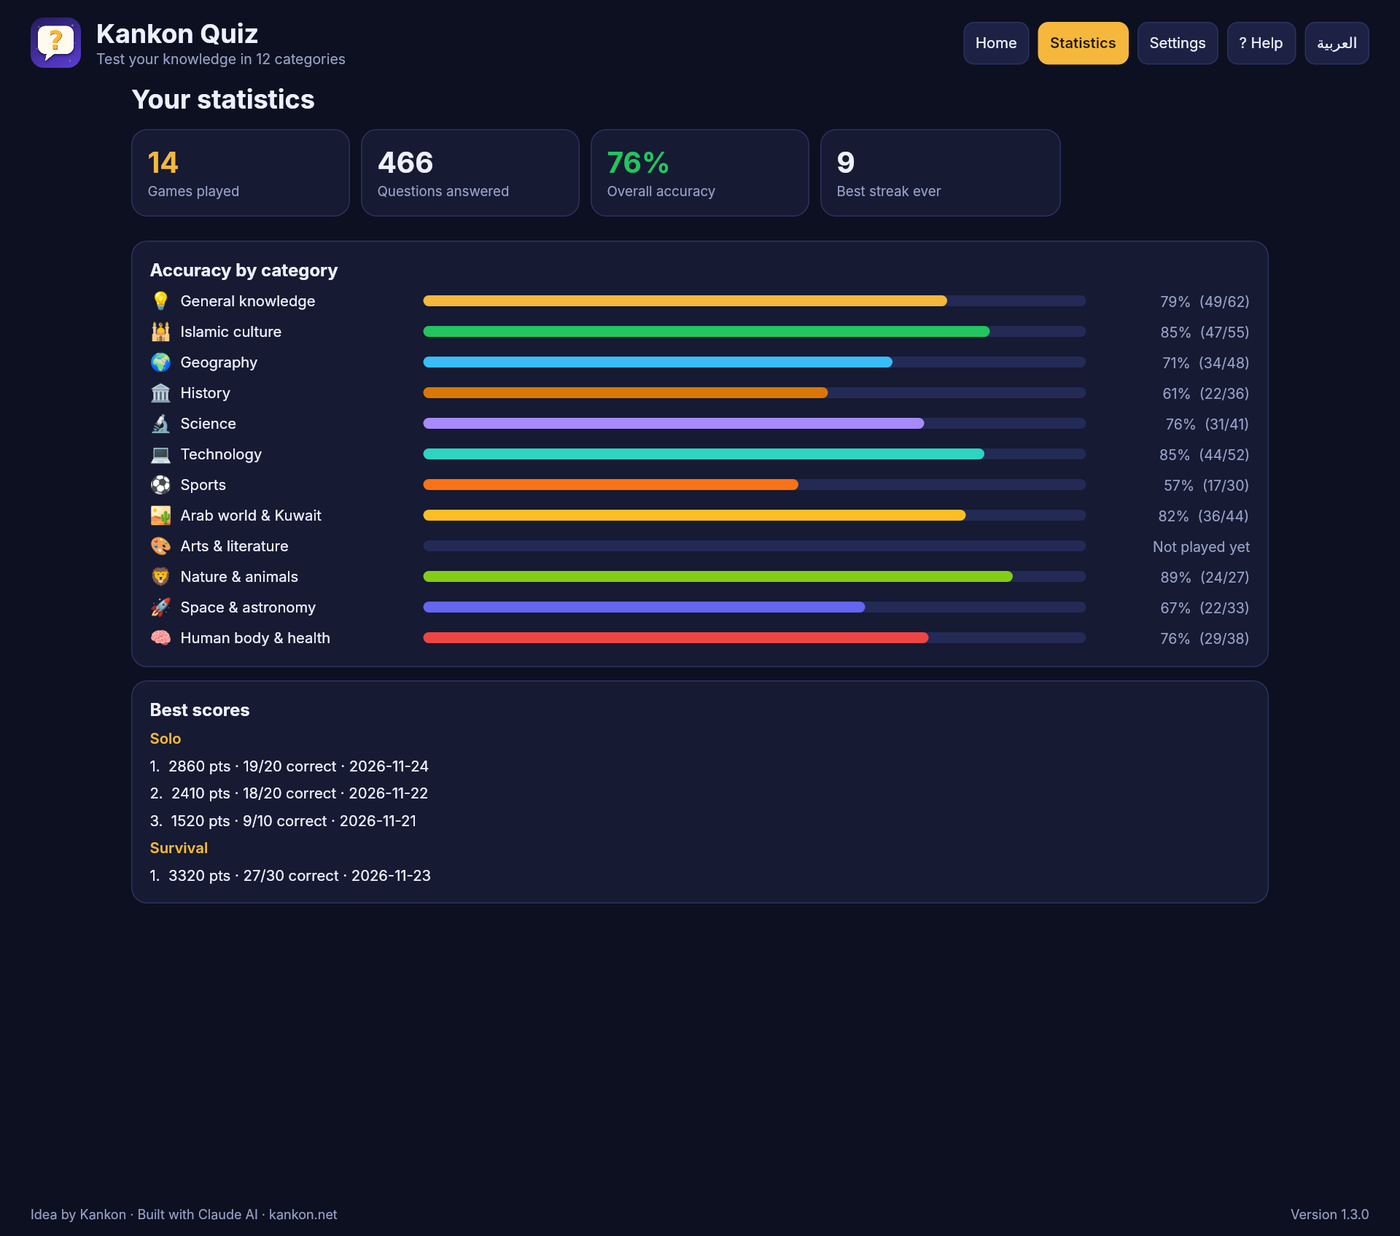 Kankon Quiz
Test your knowledge in 12 categories
Home
Statistics
Settings
? Help
العربية
Your statistics
14
Games played
466
Questions answered
76%
Overall accuracy
9
Best streak ever
Accuracy by category
General knowledge 79% (49/62)
Islamic culture 85% (47/55)
Geography 71% (34/48)
History 61% (22/36)
Science 76% (31/41)
Technology 85% (44/52)
Sports 57% (17/30)
Arab world & Kuwait 82% (36/44)
Arts & literature Not played yet
Nature & animals 89% (24/27)
Space & astronomy 67% (22/33)
Human body & health 76% (29/38)
Best scores
Solo
1. 2860 pts · 19/20 correct · 2026-11-24
2. 2410 pts · 18/20 correct · 2026-11-22
3. 1520 pts · 9/10 correct · 2026-11-21
Survival
1. 3320 pts · 27/30 correct · 2026-11-23
Idea by Kankon · Built with Claude AI · kankon.net
Version 1.3.0